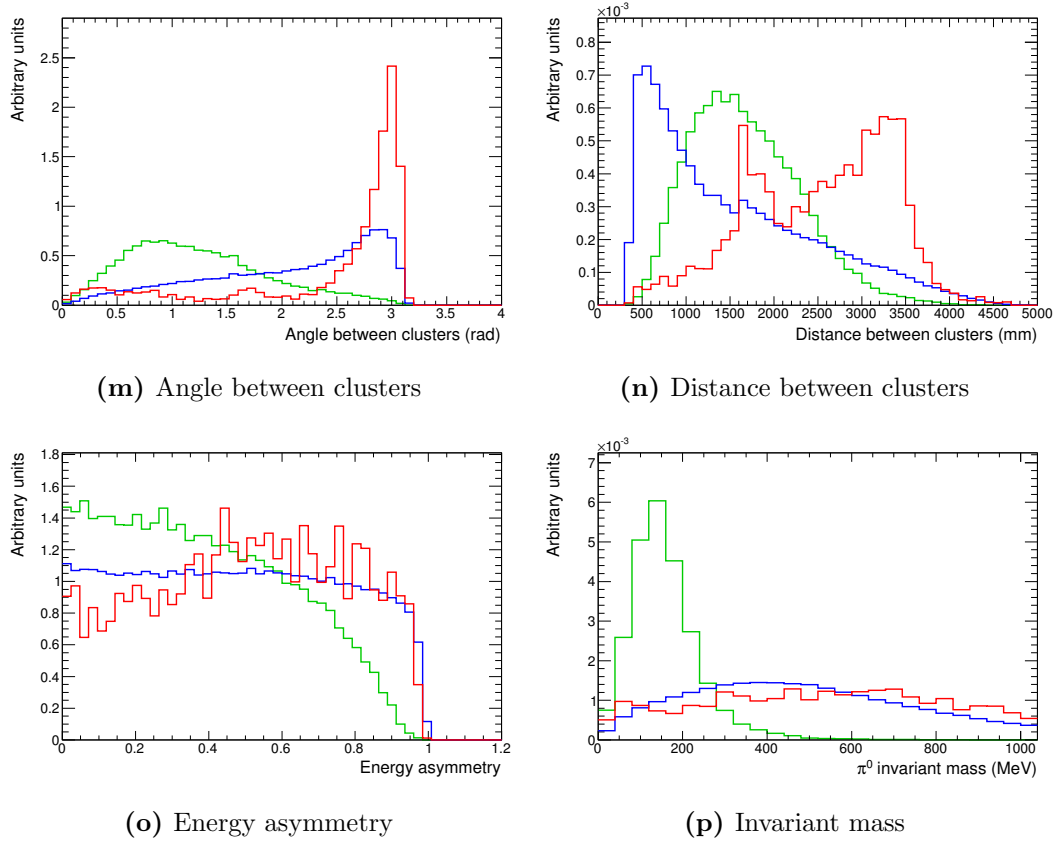 Arbitrary units
2.5
2
1.5
1
0.5
0
0 0.5 1 1.5 2 2.5 3 3.5 4
Angle between clusters (rad)
(m) Angle between clusters
×10⁻³
Arbitrary units
0.8
0.7
0.6
0.5
0.4
0.3
0.2
0.1
0
0 500 1000 1500 2000 2500 3000 3500 4000 4500 5000
Distance between clusters (mm)
(n) Distance between clusters
Arbitrary units
1.8
1.6
1.4
1.2
1
0.8
0.6
0.4
0.2
0
0 0.2 0.4 0.6 0.8 1 1.2
Energy asymmetry
(o) Energy asymmetry
×10⁻³
Arbitrary units
7
6
5
4
3
2
1
0
0 200 400 600 800 1000
π⁰ invariant mass (MeV)
(p) Invariant mass